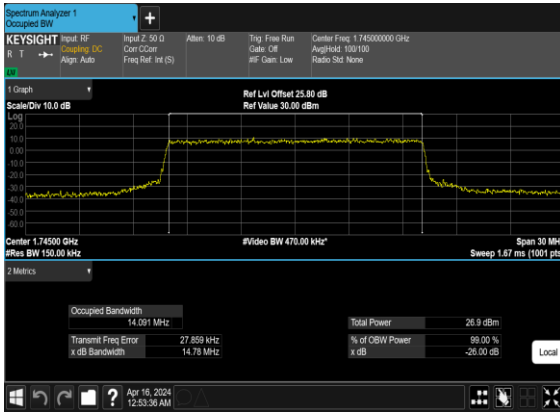 Spectrum Analyzer 1
Occupied BW
+
KEYSIGHT Input: RF Input Z: 50 Ω Atten: 10 dB Trig: Free Run Center Freq: 1.745000000 GHz
R T Coupling: DC Corr CCorr Gate: Off Avg|Hold: 100/100
Align: Auto Freq Ref: Int (S) #IF Gain: Low Radio Std: None
LV
1 Graph
Ref Lvl Offset 25.80 dB
Scale/Div 10.0 dB Ref Value 30.00 dBm
Log
20.0
10.0
0.00
-10.0
-20.0
-30.0
-40.0
-50.0
-60.0
Center 1.74500 GHz #Video BW 470.00 kHz* Span 30 MH
#Res BW 150.00 kHz Sweep 1.67 ms (1001 pts
2 Metrics
Occupied Bandwidth
14.091 MHz Total Power 26.9 dBm
Transmit Freq Error 27.859 kHz % of OBW Power 99.00 %
x dB Bandwidth 14.78 MHz x dB -26.00 dB
Local
? Apr 16, 2024
12:53:36 AM